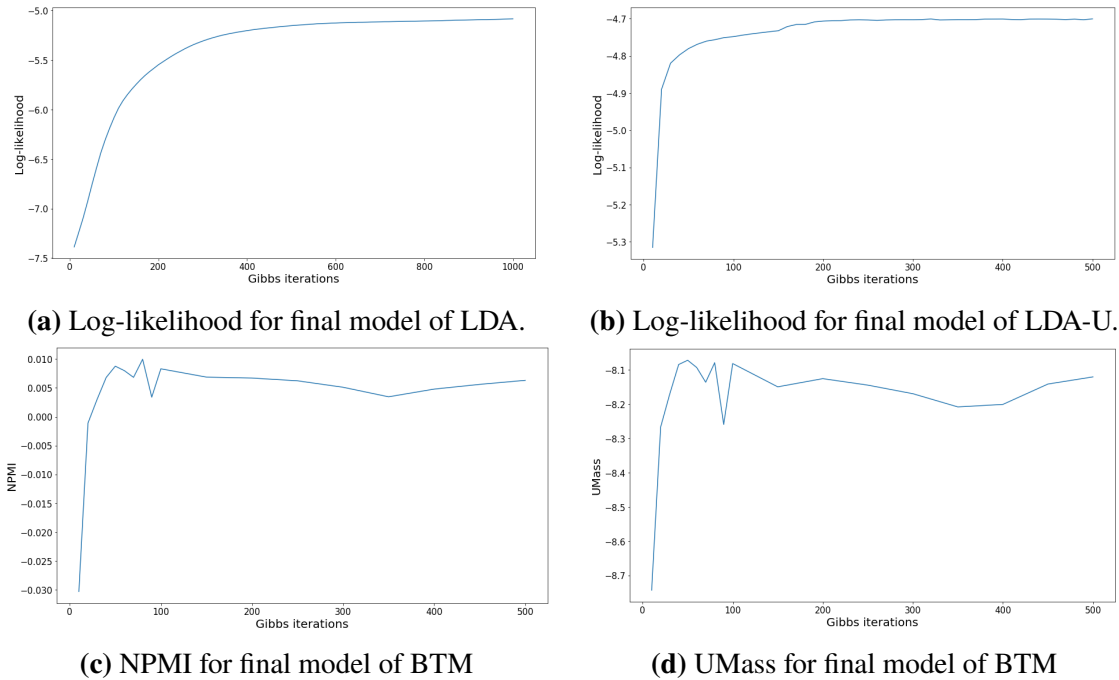 −5.0
−5.5
−6.0
−6.5
−7.0
−7.5
Log-likelihood
0 200 400 600 800 1000
Gibbs iterations
(a) Log-likelihood for final model of LDA.
−4.7
−4.8
−4.9
−5.0
−5.1
−5.2
−5.3
Log-likelihood
0 100 200 300 400 500
Gibbs iterations
(b) Log-likelihood for final model of LDA-U.
0.010
0.005
0.000
−0.005
−0.010
−0.015
−0.020
−0.025
−0.030
NPMI
0 100 200 300 400 500
Gibbs iterations
(c) NPMI for final model of BTM
−8.1
−8.2
−8.3
−8.4
−8.5
−8.6
−8.7
UMass
0 100 200 300 400 500
Gibbs iterations
(d) UMass for final model of BTM